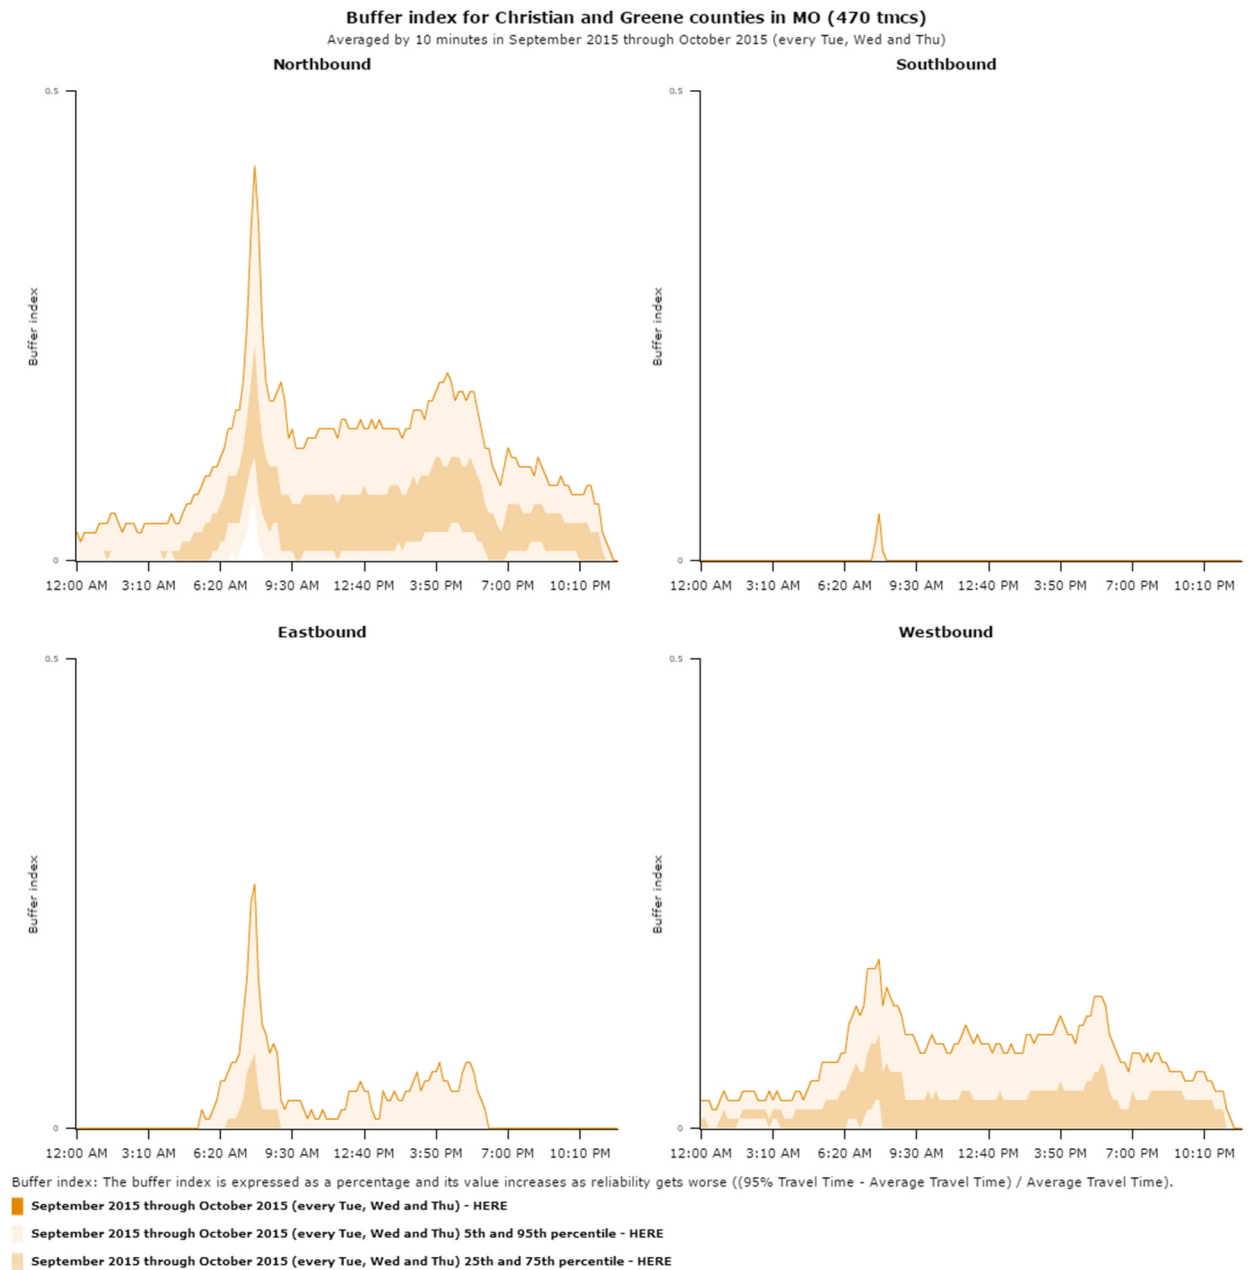 Buffer index for Christian and Greene counties in MO (470 tmcs)
Averaged by 10 minutes in September 2015 through October 2015 (every Tue, Wed and Thu)
Northbound
0.5
Buffer index
0
12:00 AM 3:10 AM 6:20 AM 9:30 AM 12:40 PM 3:50 PM 7:00 PM 10:10 PM
Southbound
0.5
Buffer index
0
12:00 AM 3:10 AM 6:20 AM 9:30 AM 12:40 PM 3:50 PM 7:00 PM 10:10 PM
Eastbound
0.5
Buffer index
0
12:00 AM 3:10 AM 6:20 AM 9:30 AM 12:40 PM 3:50 PM 7:00 PM 10:10 PM
Westbound
0.5
Buffer index
0
12:00 AM 3:10 AM 6:20 AM 9:30 AM 12:40 PM 3:50 PM 7:00 PM 10:10 PM
Buffer index: The buffer index is expressed as a percentage and its value increases as reliability gets worse ((95% Travel Time - Average Travel Time) / Average Travel Time).
September 2015 through October 2015 (every Tue, Wed and Thu) - HERE
September 2015 through October 2015 (every Tue, Wed and Thu) 5th and 95th percentile - HERE
September 2015 through October 2015 (every Tue, Wed and Thu) 25th and 75th percentile - HERE